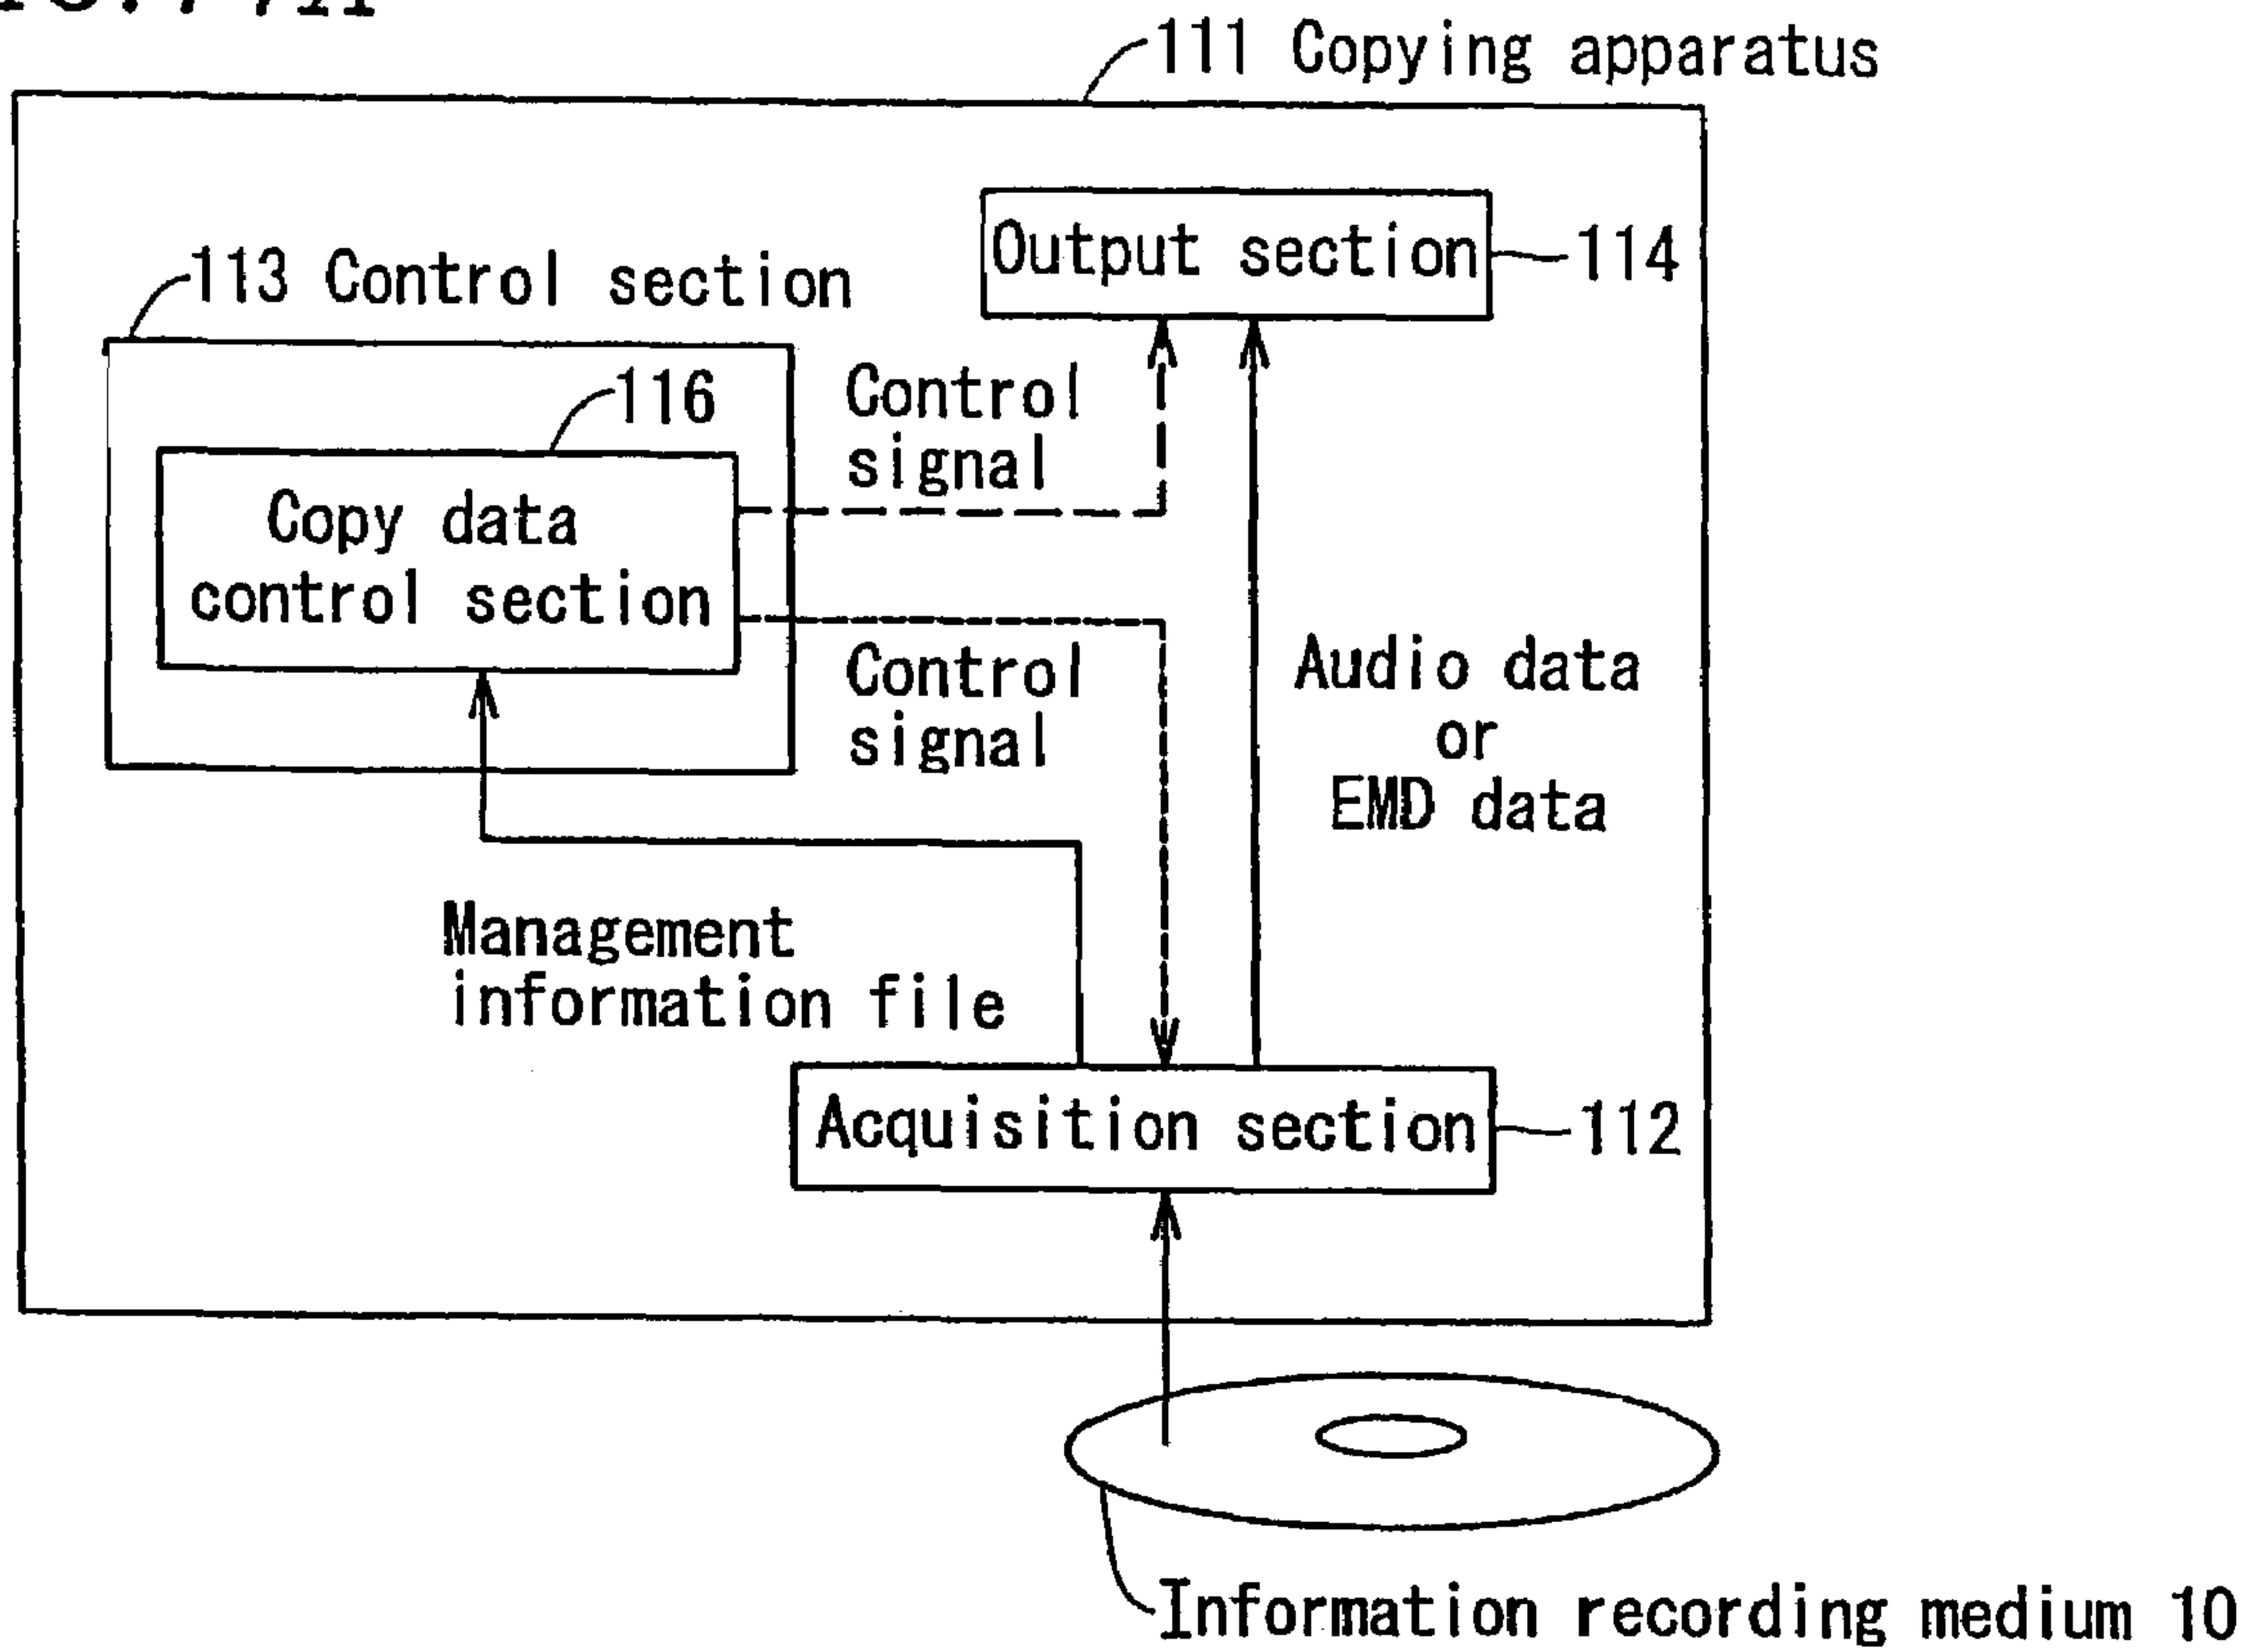 111 Copying apparatus
Output section
114
113 Control section
116
Control
signal
Copy data
control section
Control
signal
Audio data
or
EMD data
Management
information file
Acquisition section
112
Information recording medium 10